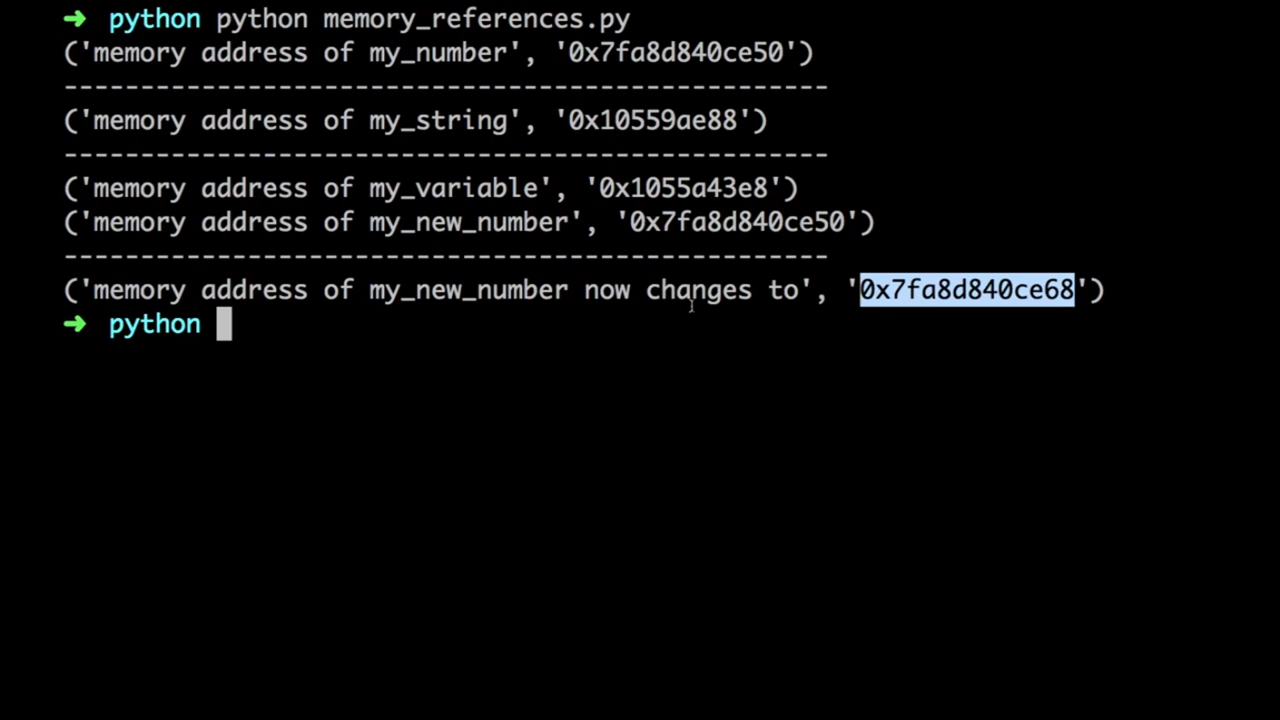 ➜ python python memory_references.py
('memory address of my_number', '0x7fa8d840ce50')
--------------------------------------------------
('memory address of my_string', '0x10559ae88')
--------------------------------------------------
('memory address of my_variable', '0x1055a43e8')
('memory address of my_new_number', '0x7fa8d840ce50')
--------------------------------------------------
('memory address of my_new_number now changes to', '0x7fa8d840ce68')
➜ python